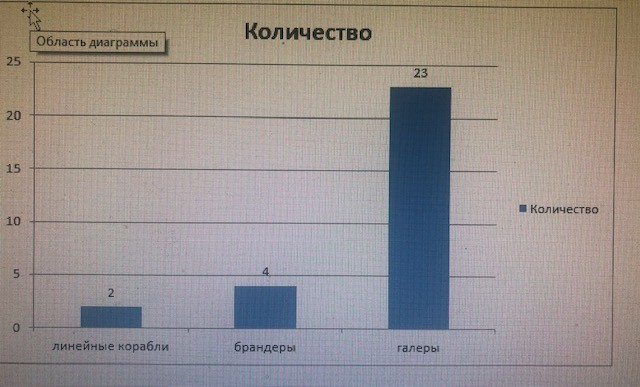 Область диаграммы
Количество
25
20
15
10
5
0
2
4
23
линейные корабли
брандеры
галеры
Количество